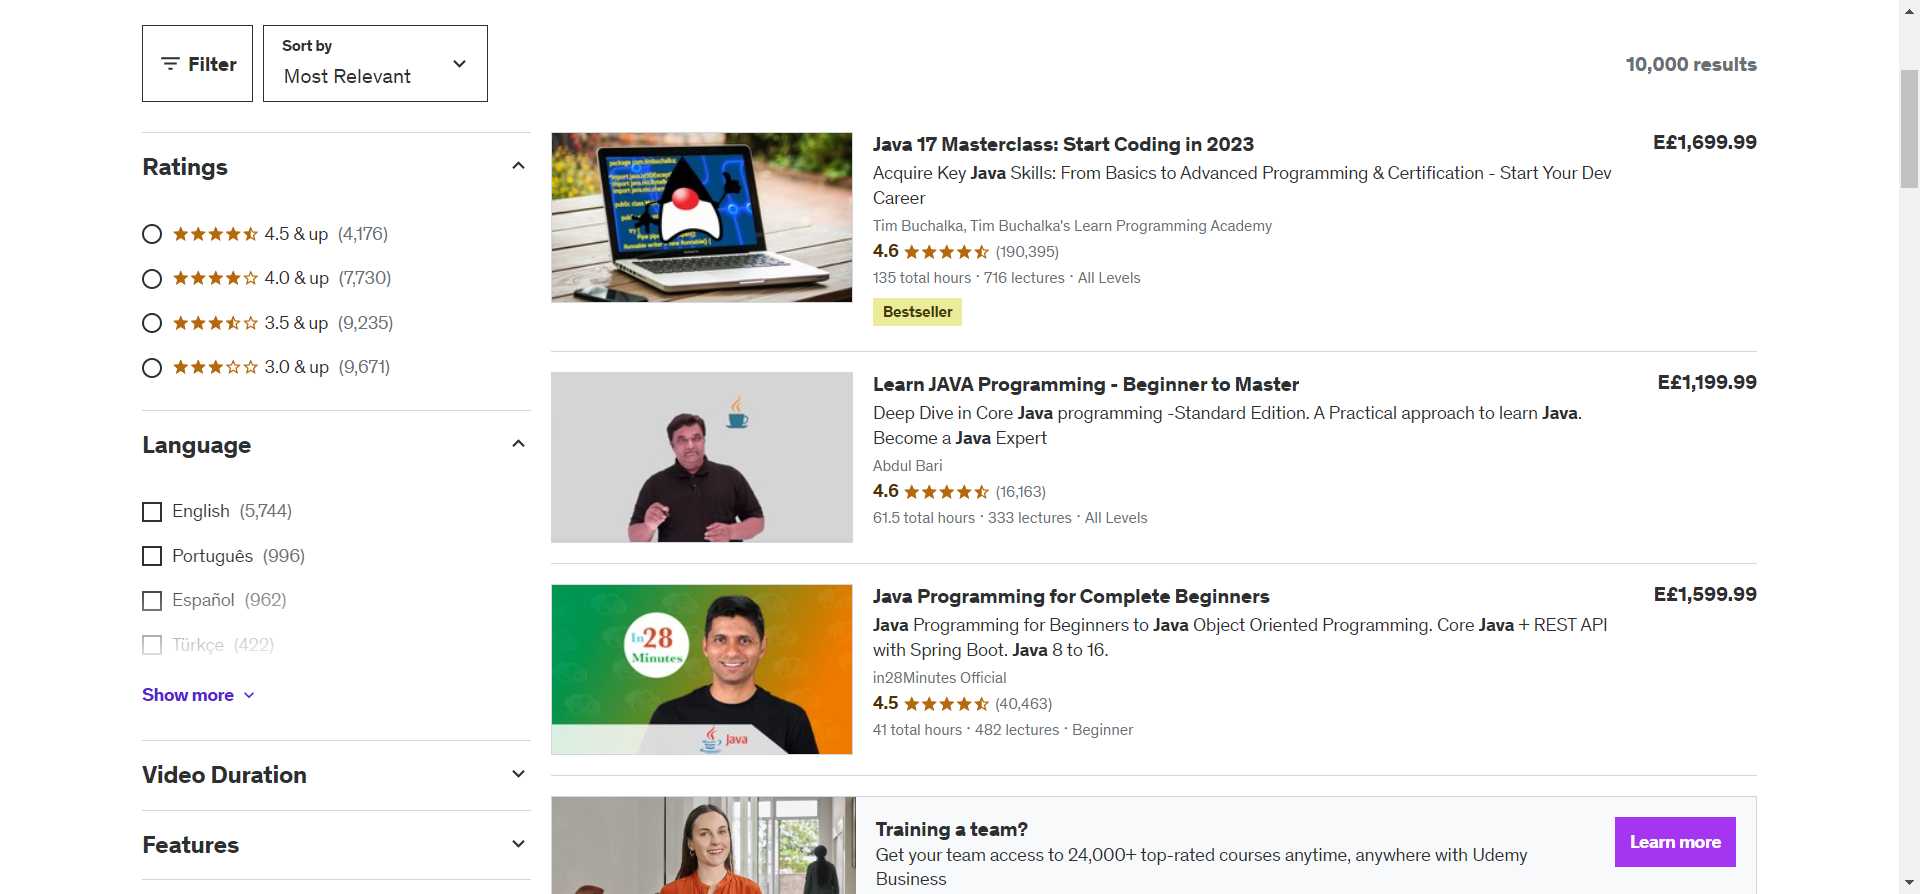 Filter
Sort by
Most Relevant
10,000 results
Ratings
4.5 & up (4,176)
4.0 & up (7,730)
3.5 & up (9,235)
3.0 & up (9,671)
Language
English (5,744)
Português (996)
Español (962)
Türkçe (422)
Show more
Video Duration
Features
Java 17 Masterclass: Start Coding in 2023
E£1,699.99
Acquire Key Java Skills: From Basics to Advanced Programming & Certification - Start Your Dev
Career
Tim Buchalka, Tim Buchalka's Learn Programming Academy
4.6 (190,395)
135 total hours · 716 lectures · All Levels
Bestseller
Learn JAVA Programming - Beginner to Master
E£1,199.99
Deep Dive in Core Java programming -Standard Edition. A Practical approach to learn Java.
Become a Java Expert
Abdul Bari
4.6 (16,163)
61.5 total hours · 333 lectures · All Levels
In 28
Minutes
Java
Java Programming for Complete Beginners
E£1,599.99
Java Programming for Beginners to Java Object Oriented Programming. Core Java + REST API
with Spring Boot. Java 8 to 16.
in28Minutes Official
4.5 (40,463)
41 total hours · 482 lectures · Beginner
Training a team?
Get your team access to 24,000+ top-rated courses anytime, anywhere with Udemy
Business
Learn more